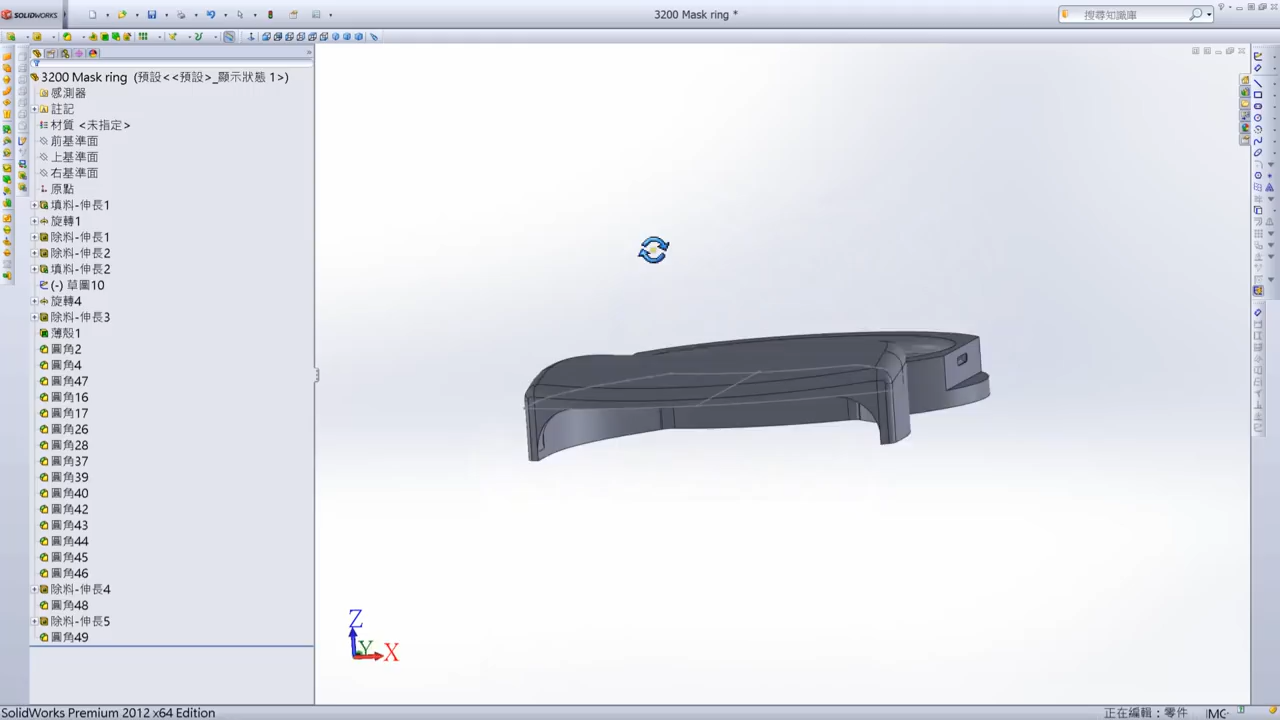 SOLIDWORKS
3200 Mask ring *
搜尋知識庫
3200 Mask ring (預設<<預設>_顯示狀態 1>)
感測器
註記
材質 <未指定>
前基準面
上基準面
右基準面
原點
填料-伸長1
旋轉1
除料-伸長1
除料-伸長2
填料-伸長2
(-) 草圖10
旋轉4
除料-伸長3
薄殼1
圓角2
圓角4
圓角47
圓角16
圓角17
圓角26
圓角28
圓角37
圓角39
圓角40
圓角42
圓角43
圓角44
圓角45
圓角46
除料-伸長4
圓角48
除料-伸長5
圓角49
Z
Y
X
SolidWorks Premium 2012 x64 Edition
正在編輯：零件